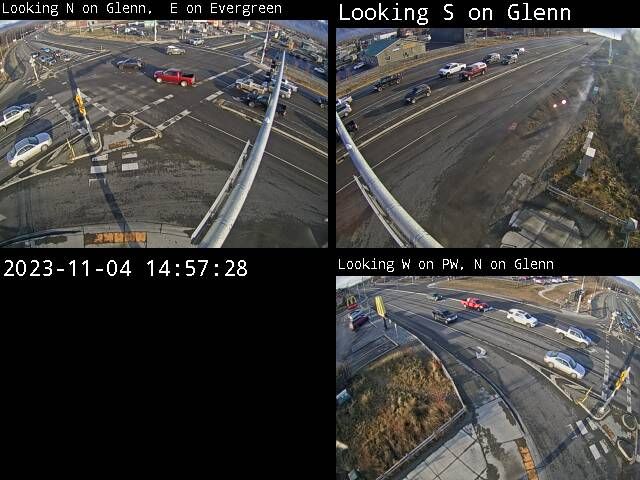 Looking N on Glenn, E on Evergreen
Looking S on Glenn
2023-11-04 14:57:28
Looking W on PW, N on Glenn